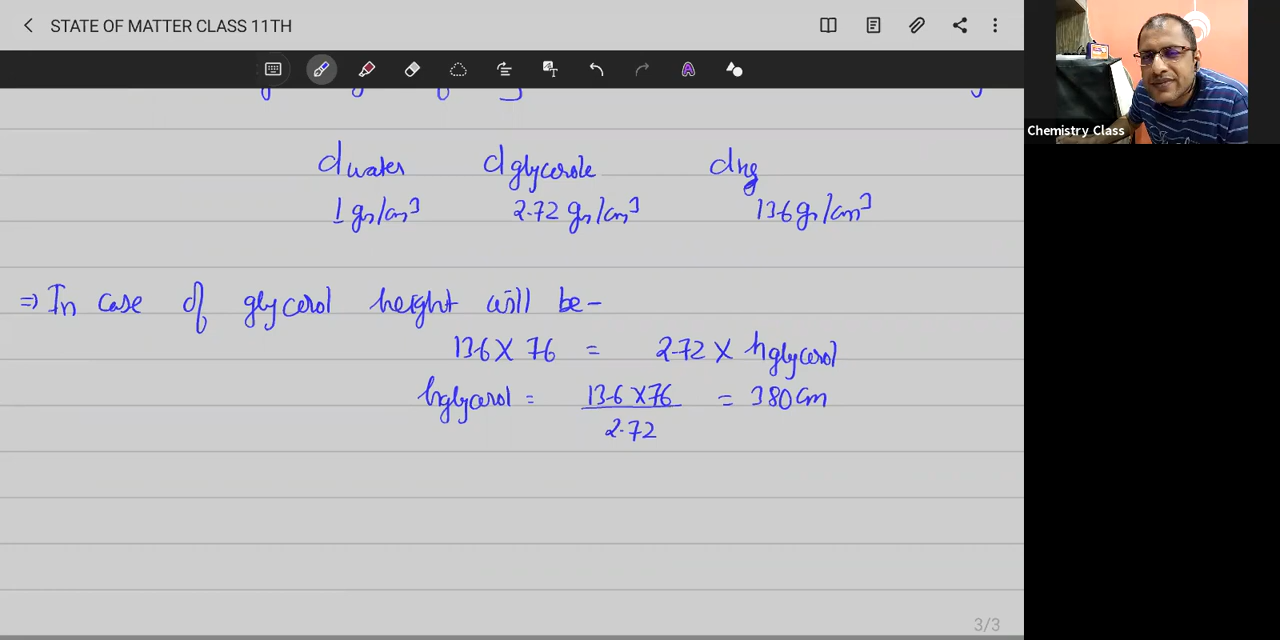 STATE OF MATTER CLASS 11TH
Chemistry Class
d water d glycerole dHg
1 gm/cm³ 2.72 gm/cm³ 13.6 gm/cm³
⇒ In case of glycerol height will be-
13.6 X 76 = 2.72 X hglycerol
hglycerol = 13.6 X 76 = 380 cm
2.72
3/3